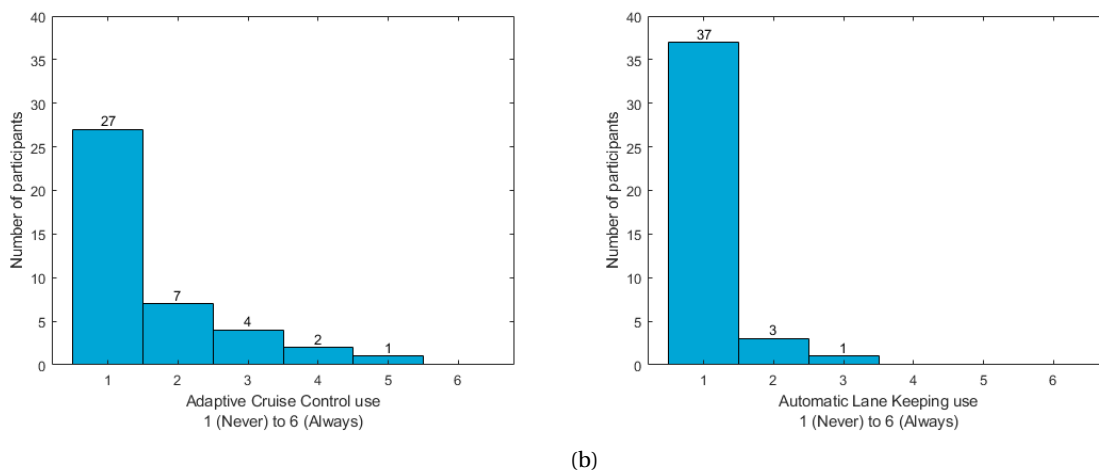 40
35
30
25
20
15
10
5
0
Number of participants
27
7
4
2
1
1 2 3 4 5 6
Adaptive Cruise Control use
1 (Never) to 6 (Always)
40
35
30
25
20
15
10
5
0
Number of participants
37
3
1
1 2 3 4 5 6
Automatic Lane Keeping use
1 (Never) to 6 (Always)
(b)